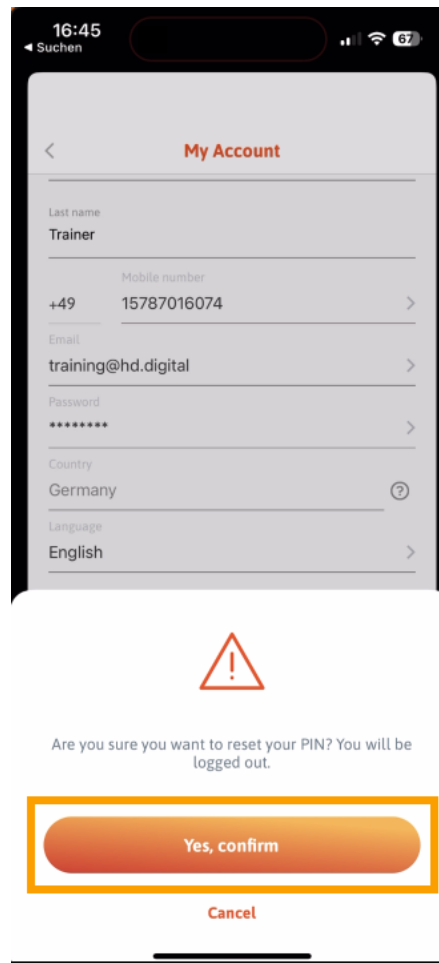 16:45
◀ Suchen
67
My Account
Last name
Trainer
Mobile number
+49 15787016074
Email
training@hd.digital
Password
********
Country
Germany
Language
English
Are you sure you want to reset your PIN? You will be
logged out.
Yes, confirm
Cancel